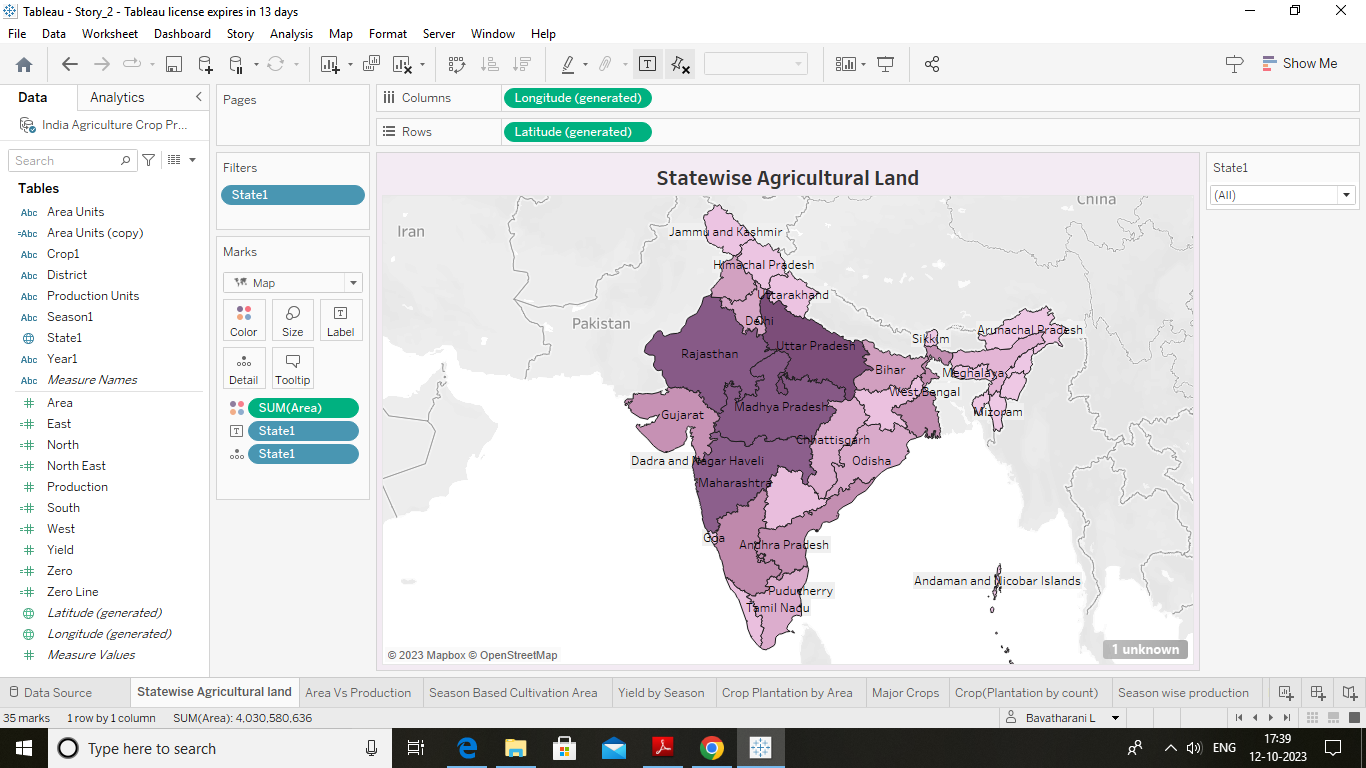 Tableau - Story_2 - Tableau license expires in 13 days
File Data Worksheet Dashboard Story Analysis Map Format Server Window Help
Show Me
Data Analytics
India Agriculture Crop Pr...
Search
Tables
Abc Area Units
=Abc Area Units (copy)
Abc Crop1
Abc District
Abc Production Units
Abc Season1
State1
Abc Year1
Abc Measure Names
Area
East
North
North East
Production
South
West
Yield
Zero
Zero Line
Latitude (generated)
Longitude (generated)
Measure Values
Pages
Filters
State1
Marks
Map
Color Size Label
Detail Tooltip
SUM(Area)
State1
State1
Columns Longitude (generated)
Rows Latitude (generated)
Statewise Agricultural Land
China
Iran
Jammu and Kashmir
Himachal Pradesh
Uttarakhand
Pakistan
Delhi
Arunachal Pradesh
Sikkim
Uttar Pradesh
Rajasthan
Bihar
Meghalaya
West Bengal
Madhya Pradesh
Mizoram
Gujarat
Chhattisgarh
Dadra and Nagar Haveli
Odisha
Maharashtra
Goa
Andhra Pradesh
Andaman and Nicobar Islands
Puducherry
Tamil Nadu
© 2023 Mapbox © OpenStreetMap
1 unknown
State1
(All)
Data Source Statewise Agricultural land Area Vs Production Season Based Cultivation Area Yield by Season Crop Plantation by Area Major Crops Crop(Plantation by count) Season wise production
35 marks 1 row by 1 column SUM(Area): 4,030,580,636 Bavatharani L
Type here to search
ENG
17:39
12-10-2023